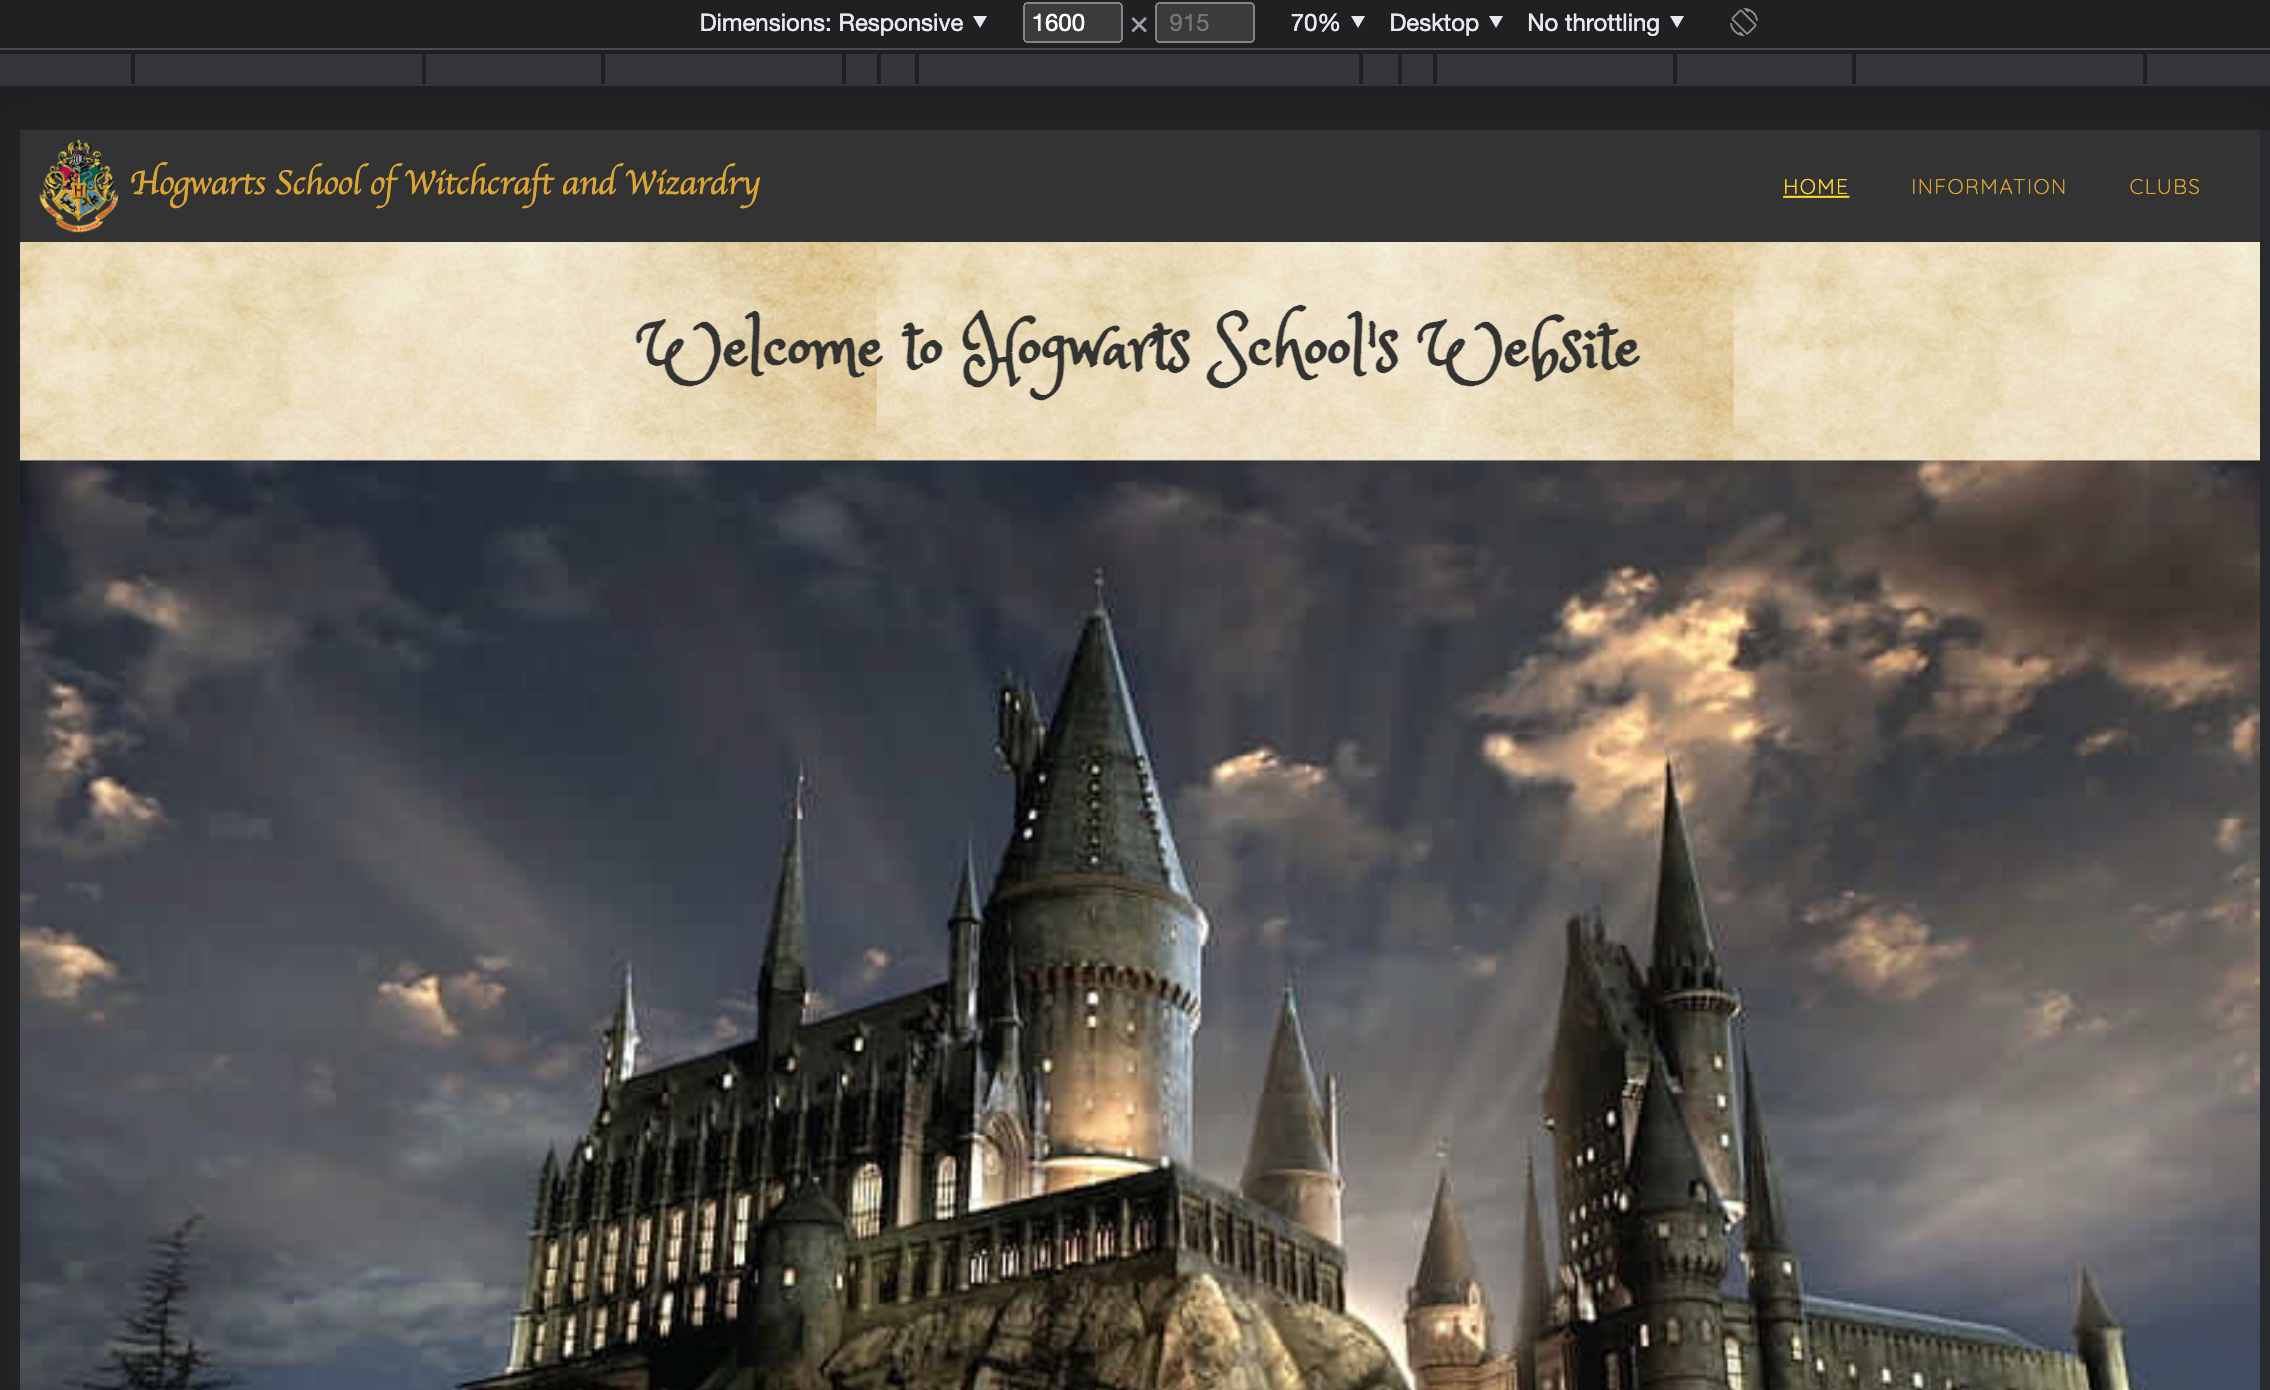 Dimensions: Responsive ▼ 1600 × 915 70% ▼ Desktop ▼ No throttling ▼
Hogwarts School of Witchcraft and Wizardry HOME INFORMATION CLUBS
Welcome to Hogwarts School's Website